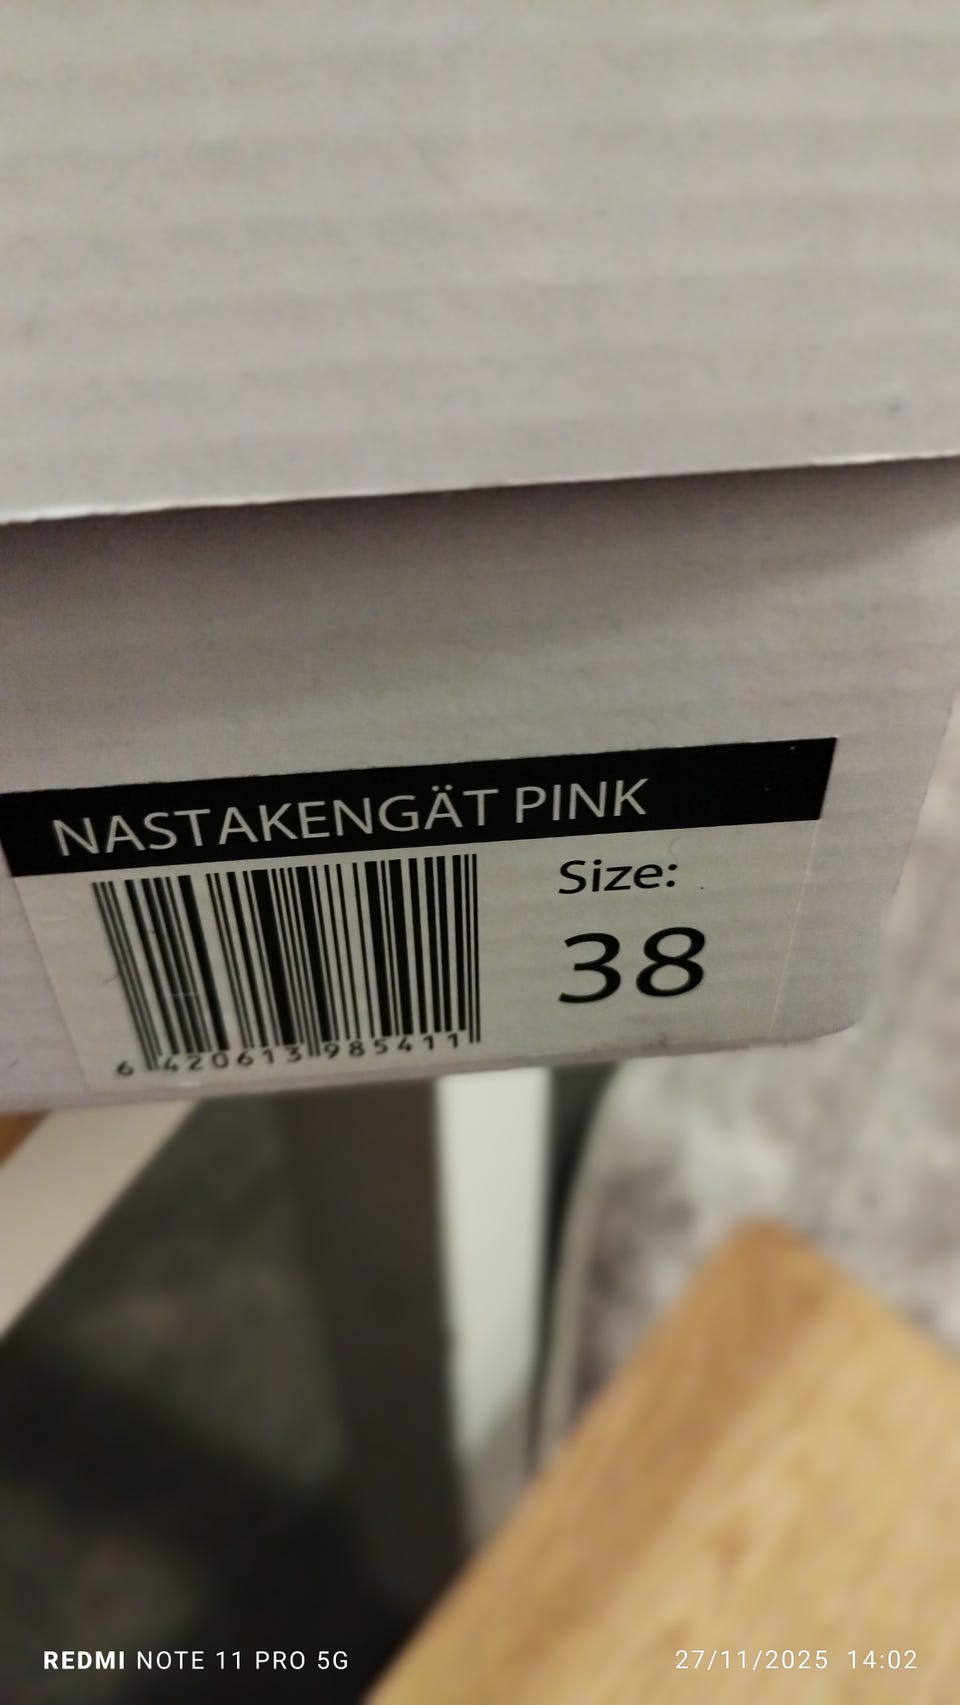 NASTAKENGÄT PINK
Size:
38
6 420613 985411
REDMI NOTE 11 PRO 5G
27/11/2025 14:02